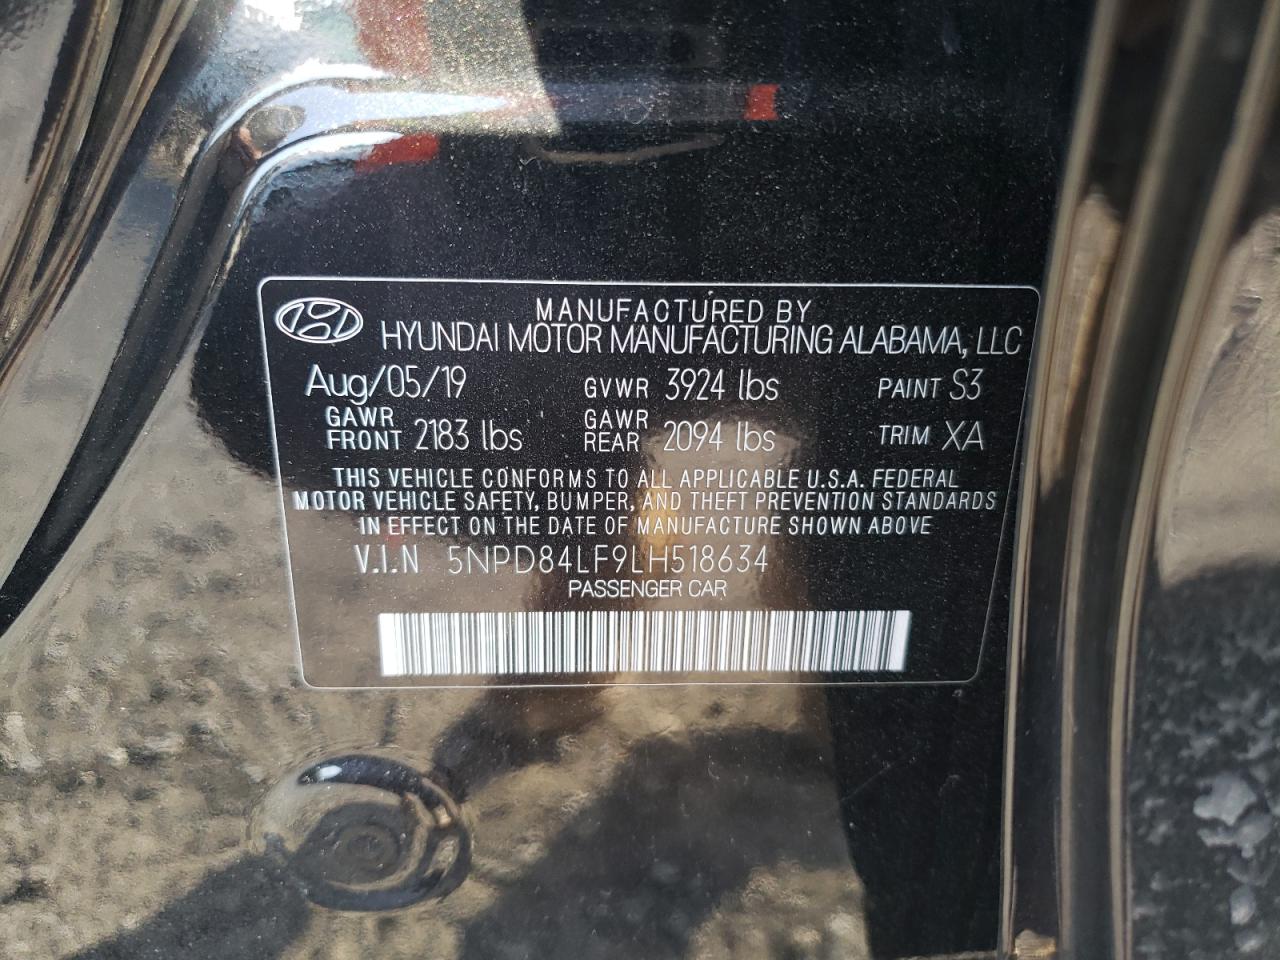 MANUFACTURED BY
HYUNDAI MOTOR MANUFACTURING ALABAMA, LLC
Aug/05/19 GVWR 3924 lbs PAINT S3
GAWR FRONT 2183 lbs GAWR REAR 2094 lbs TRIM XA
THIS VEHICLE CONFORMS TO ALL APPLICABLE U.S.A. FEDERAL
MOTOR VEHICLE SAFETY, BUMPER, AND THEFT PREVENTION STANDARDS
IN EFFECT ON THE DATE OF MANUFACTURE SHOWN ABOVE
V.I.N 5NPD84LF9LH518634
PASSENGER CAR